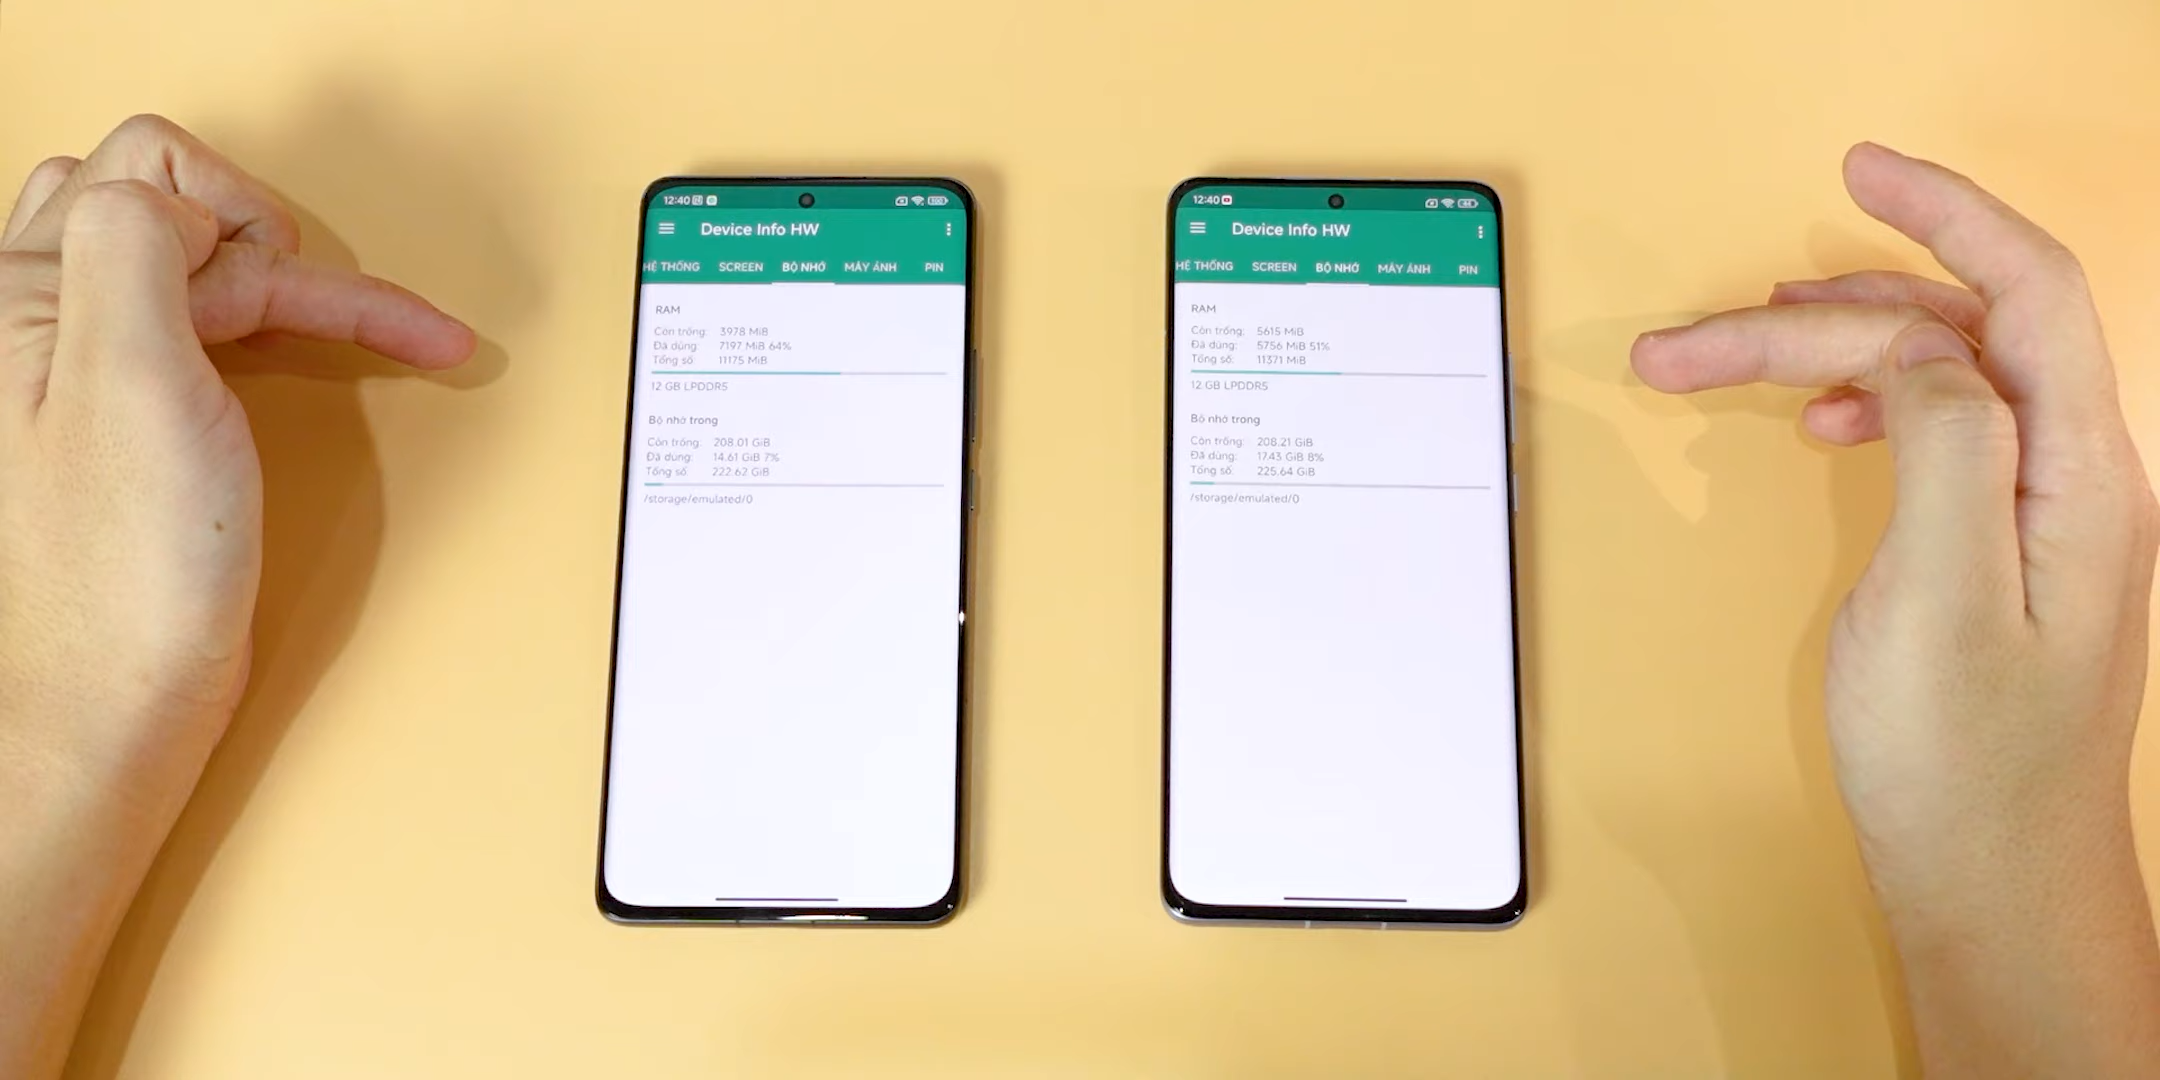 12:40
100
Device Info HW
HỆ THỐNG SCREEN BỘ NHỚ MÁY ẢNH PIN
RAM
Còn trống: 3978 MiB
Đã dùng: 7197 MiB 64%
Tổng số: 11175 MiB
12 GB LPDDR5
Bộ nhớ trong
Còn trống: 208.01 GiB
Đã dùng: 14.61 GiB 7%
Tổng số: 222.62 GiB
/storage/emulated/0
12:40
Device Info HW
HỆ THỐNG SCREEN BỘ NHỚ MÁY ẢNH PIN
RAM
Còn trống: 5615 MiB
Đã dùng: 5756 MiB 51%
Tổng số: 11371 MiB
12 GB LPDDR5
Bộ nhớ trong
Còn trống: 208.21 GiB
Đã dùng: 17.43 GiB 8%
Tổng số: 225.64 GiB
/storage/emulated/0